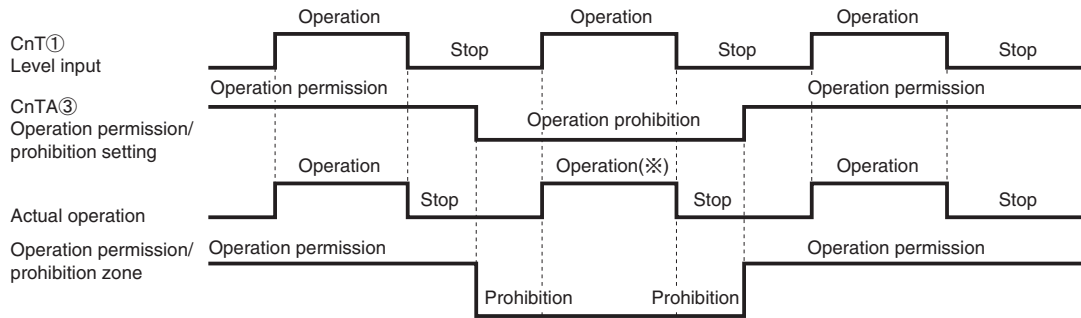 Operation Operation Operation
CnT① Stop Stop Stop
Level input
Operation permission Operation permission
CnTA③ Operation prohibition
Operation permission/
prohibition setting
Operation Operation(※) Operation
Actual operation Stop Stop Stop
Operation permission/ Operation permission Operation permission
prohibition zone
Prohibition Prohibition